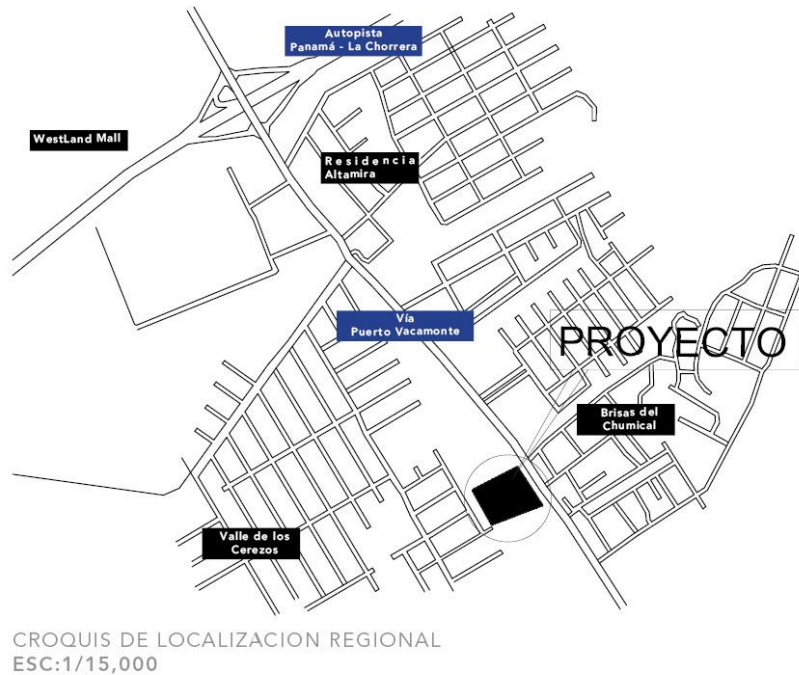 Autopista
Panamá - La Chorrera
WestLand Mall
Residencia
Altamira
Vía
Puerto Vacamonte
PROYECTO
Brisas del
Chumical
Valle de los
Cerezos
CROQUIS DE LOCALIZACION REGIONAL
ESC:1/15,000